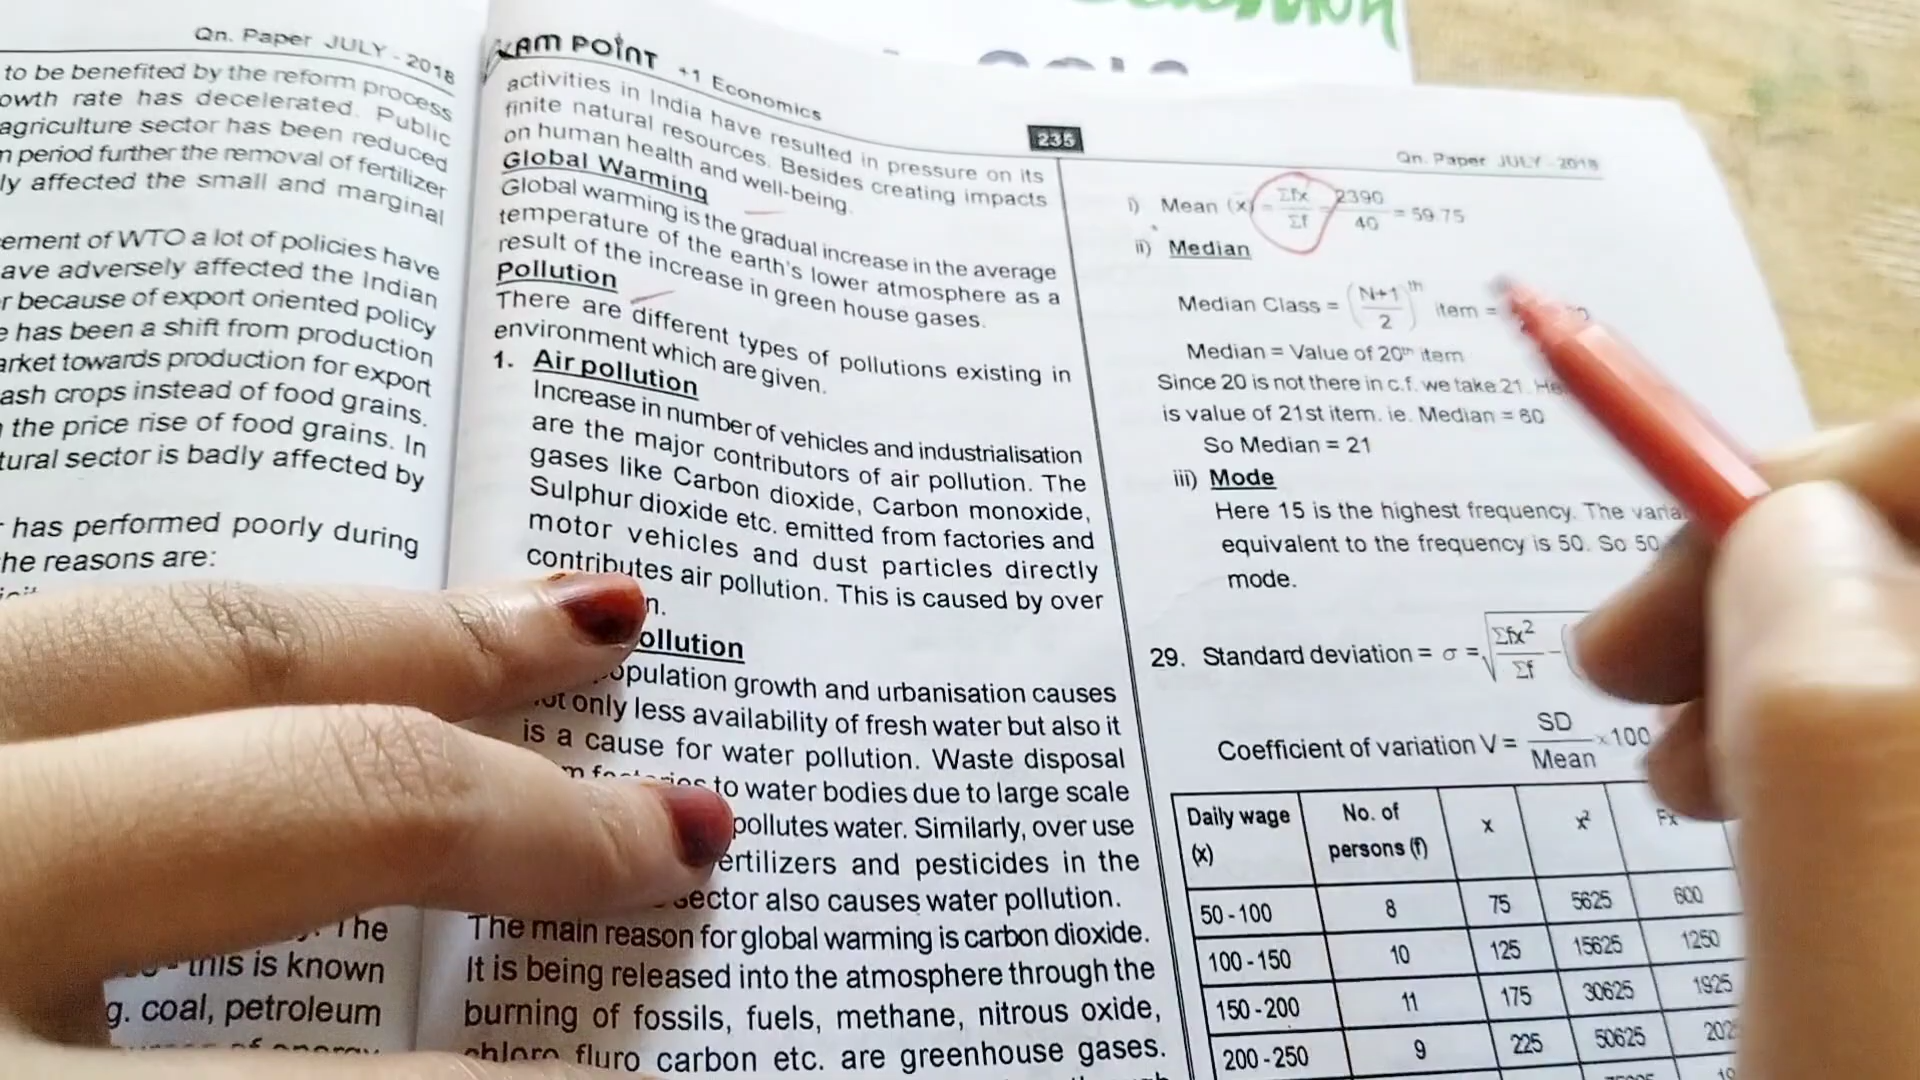 Qn. Paper JULY - 2018
to be benefited by the reform process
owth rate has decelerated. Public
agriculture sector has been reduced
n period further the removal of fertilizer
ly affected the small and marginal
ement of WTO a lot of policies have
ave adversely affected the Indian
r because of export oriented policy
e has been a shift from production
arket towards production for export
ash crops instead of food grains.
the price rise of food grains. In
tural sector is badly affected by
has performed poorly during
he reasons are:
The
this is known
g. coal, petroleum
AM POINT +1 Economics
235
activities in India have resulted in pressure on its
finite natural resources. Besides creating impacts
on human health and well-being.
Global Warming
Global warming is the gradual increase in the average
temperature of the earth's lower atmosphere as a
result of the increase in green house gases.
Pollution
There are different types of pollutions existing in
environment which are given.
1. Air pollution
Increase in number of vehicles and industrialisation
are the major contributors of air pollution. The
gases like Carbon dioxide, Carbon monoxide,
Sulphur dioxide etc. emitted from factories and
motor vehicles and dust particles directly
contributes air pollution. This is caused by over
n.
ollution
opulation growth and urbanisation causes
ot only less availability of fresh water but also it
is a cause for water pollution. Waste disposal
to water bodies due to large scale
pollutes water. Similarly, over use
ertilizers and pesticides in the
sector also causes water pollution.
The main reason for global warming is carbon dioxide.
It is being released into the atmosphere through the
burning of fossils, fuels, methane, nitrous oxide,
chloro fluro carbon etc. are greenhouse gases.
Qn. Paper JULY - 2018
i) Mean (x̄) = Σfx/Σf = 2390/40 = 59.75
ii) Median
Median Class = (N+1/2)th item =
Median = Value of 20th item
Since 20 is not there in c.f. we take 21. He
is value of 21st item. ie. Median = 60
So Median = 21
iii) Mode
Here 15 is the highest frequency. The varia
equivalent to the frequency is 50. So 50
mode.
29. Standard deviation = σ = √Σfx²/Σf - (
Coefficient of variation V = SD/Mean × 100
Daily wage (x) No. of persons (f) x x² Fx
50 - 100 8 75 5625 600
100 - 150 10 125 15625 1250
150 - 200 11 175 30625 1925
200 - 250 9 225 50625 202